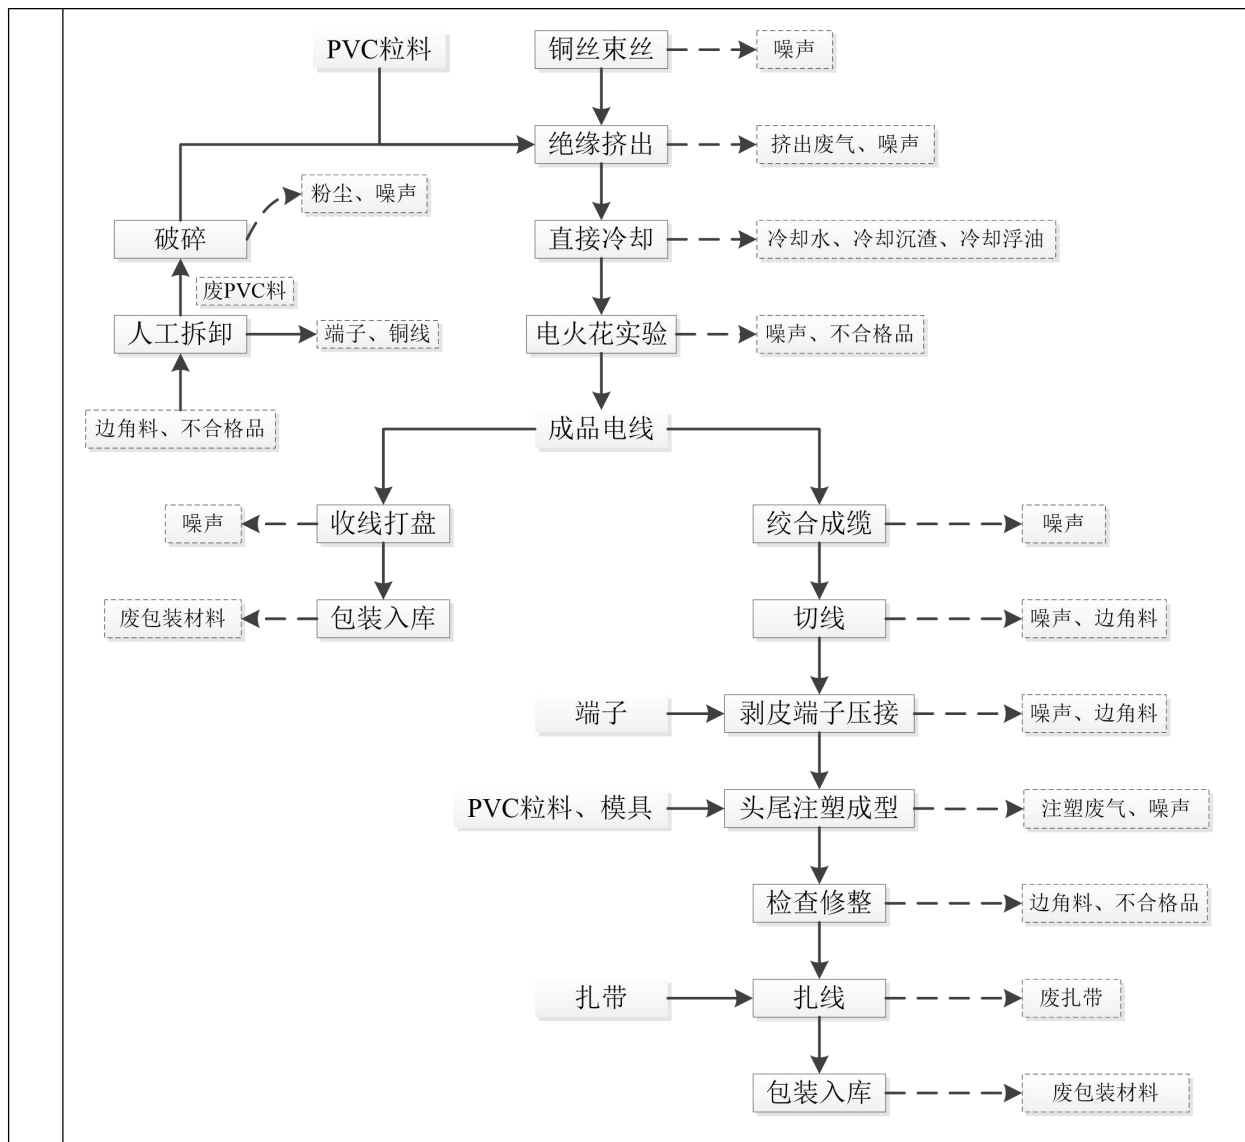 PVC粒料
铜丝束丝
噪声
绝缘挤出
挤出废气、噪声
粉尘、噪声
破碎
直接冷却
冷却水、冷却沉渣、冷却浮油
废PVC料
人工拆卸
端子、铜线
电火花实验
噪声、不合格品
边角料、不合格品
成品电线
噪声
收线打盘
绞合成缆
噪声
废包装材料
包装入库
切线
噪声、边角料
端子
剥皮端子压接
噪声、边角料
PVC粒料、模具
头尾注塑成型
注塑废气、噪声
检查修整
边角料、不合格品
扎带
扎线
废扎带
包装入库
废包装材料